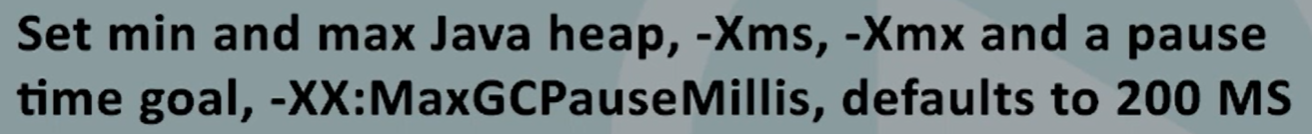 Set min and max Java heap, -Xms, -Xmx and a pause
time goal, -XX:MaxGCPauseMillis, defaults to 200 MS